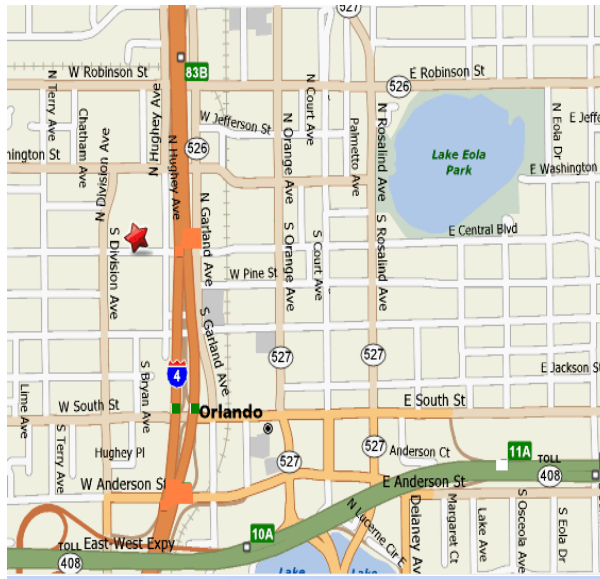 527
W Robinson St
83B
E Robinson St
526
N Terry Ave
Chatham Ave
N Division Ave
N Hughey Ave
N Hughey Ave
W Jefferson St
526
N Court Ave
N Orange Ave
Palmetto Ave
N Rosalind Ave
Lake Eola
Park
N Eola Dr
E Jeffe
hington St
E Washington
S Division Ave
N Garland Ave
S Orange Ave
S Court Ave
S Rosalind Ave
E Central Blvd
W Pine St
S Garland Ave
527
527
4
S Bryan Ave
E Jackson St
Lime Ave
W South St
Orlando
E South St
S Terry Ave
Hughey Pl
527
527
Anderson Ct
11A
TOLL
408
W Anderson St
E Anderson St
N Lucerne Cir E
Delaney Av
Margaret Ct
Lake Ave
S Osceola Ave
S Eola Dr
10A
TOLL
East-West Expy
408
Lake
Lake